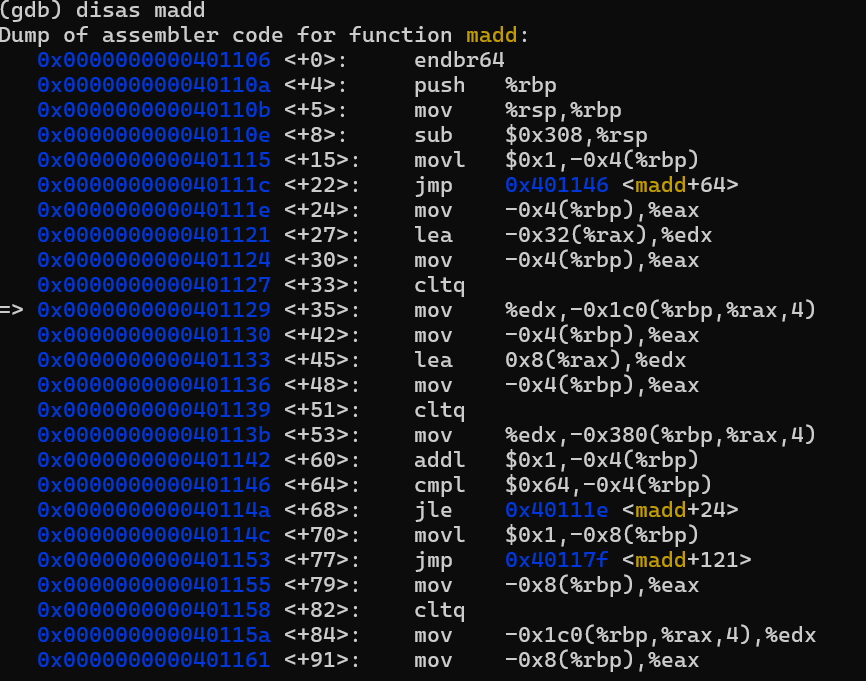 (gdb) disas madd
Dump of assembler code for function madd:
   0x0000000000401106 <+0>:     endbr64
   0x000000000040110a <+4>:     push   %rbp
   0x000000000040110b <+5>:     mov    %rsp,%rbp
   0x000000000040110e <+8>:     sub    $0x308,%rsp
   0x0000000000401115 <+15>:    movl   $0x1,-0x4(%rbp)
   0x000000000040111c <+22>:    jmp    0x401146 <madd+64>
   0x000000000040111e <+24>:    mov    -0x4(%rbp),%eax
   0x0000000000401121 <+27>:    lea    -0x32(%rax),%edx
   0x0000000000401124 <+30>:    mov    -0x4(%rbp),%eax
   0x0000000000401127 <+33>:    cltq
=> 0x0000000000401129 <+35>:    mov    %edx,-0x1c0(%rbp,%rax,4)
   0x0000000000401130 <+42>:    mov    -0x4(%rbp),%eax
   0x0000000000401133 <+45>:    lea    0x8(%rax),%edx
   0x0000000000401136 <+48>:    mov    -0x4(%rbp),%eax
   0x0000000000401139 <+51>:    cltq
   0x000000000040113b <+53>:    mov    %edx,-0x380(%rbp,%rax,4)
   0x0000000000401142 <+60>:    addl   $0x1,-0x4(%rbp)
   0x0000000000401146 <+64>:    cmpl   $0x64,-0x4(%rbp)
   0x000000000040114a <+68>:    jle    0x40111e <madd+24>
   0x000000000040114c <+70>:    movl   $0x1,-0x8(%rbp)
   0x0000000000401153 <+77>:    jmp    0x40117f <madd+121>
   0x0000000000401155 <+79>:    mov    -0x8(%rbp),%eax
   0x0000000000401158 <+82>:    cltq
   0x000000000040115a <+84>:    mov    -0x1c0(%rbp,%rax,4),%edx
   0x0000000000401161 <+91>:    mov    -0x8(%rbp),%eax